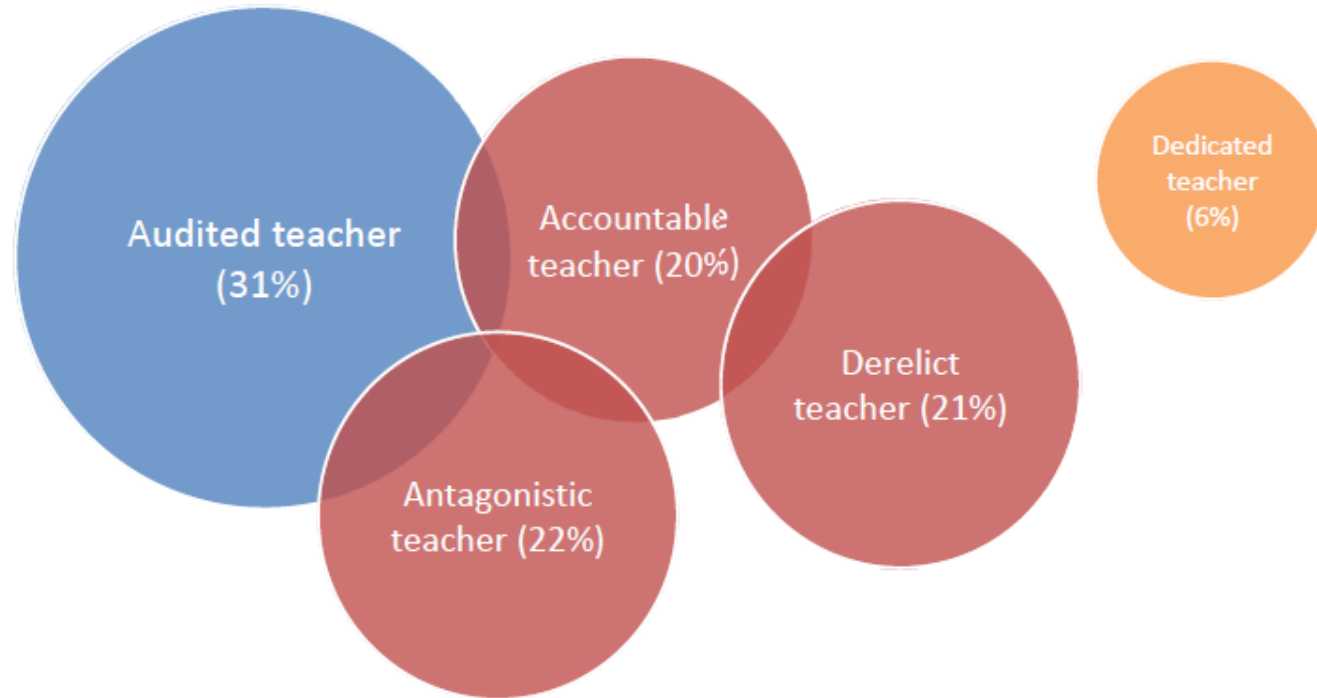 Audited teacher
(31%)
Accountable
teacher (20%)
Dedicated
teacher
(6%)
Derelict
teacher (21%)
Antagonistic
teacher (22%)